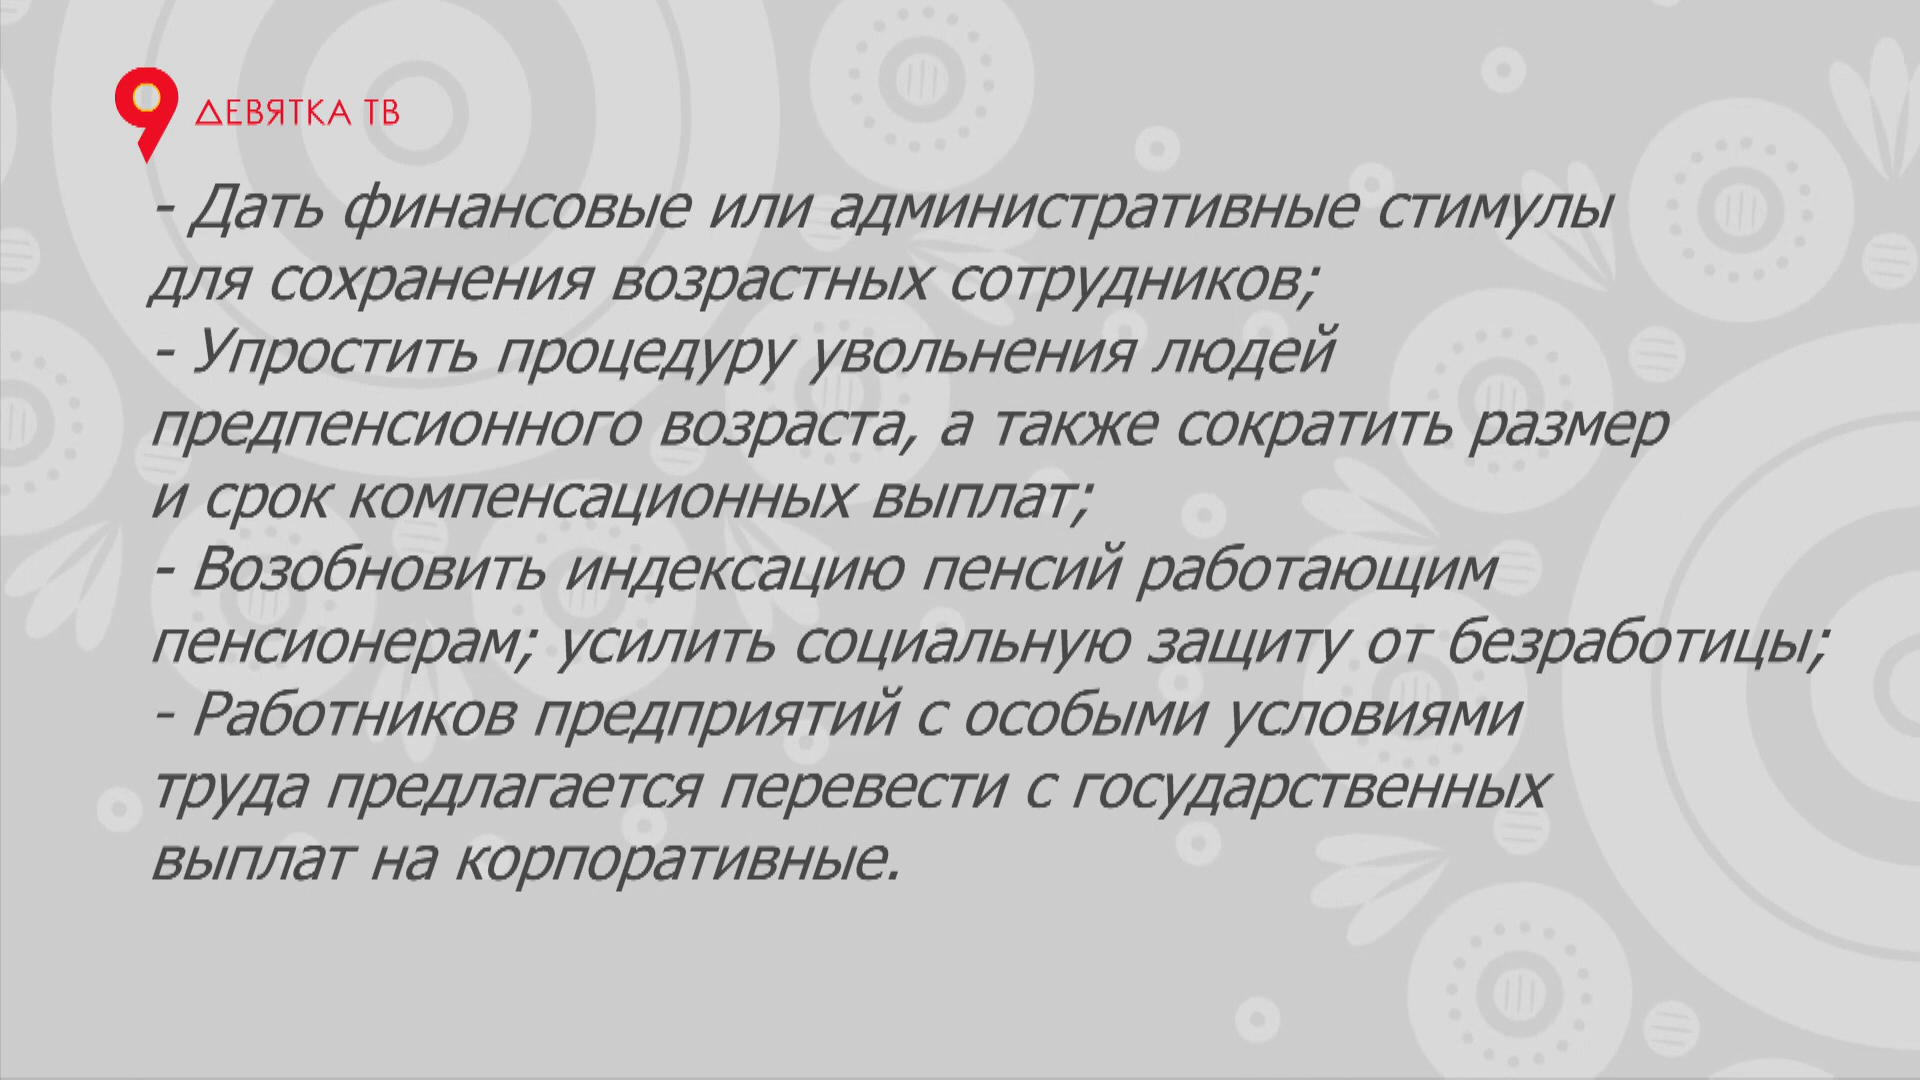 9 ДЕВЯТКА ТВ
- Дать финансовые или административные стимулы
для сохранения возрастных сотрудников;
- Упростить процедуру увольнения людей
предпенсионного возраста, а также сократить размер
и срок компенсационных выплат;
- Возобновить индексацию пенсий работающим
пенсионерам; усилить социальную защиту от безработицы;
- Работников предприятий с особыми условиями
труда предлагается перевести с государственных
выплат на корпоративные.